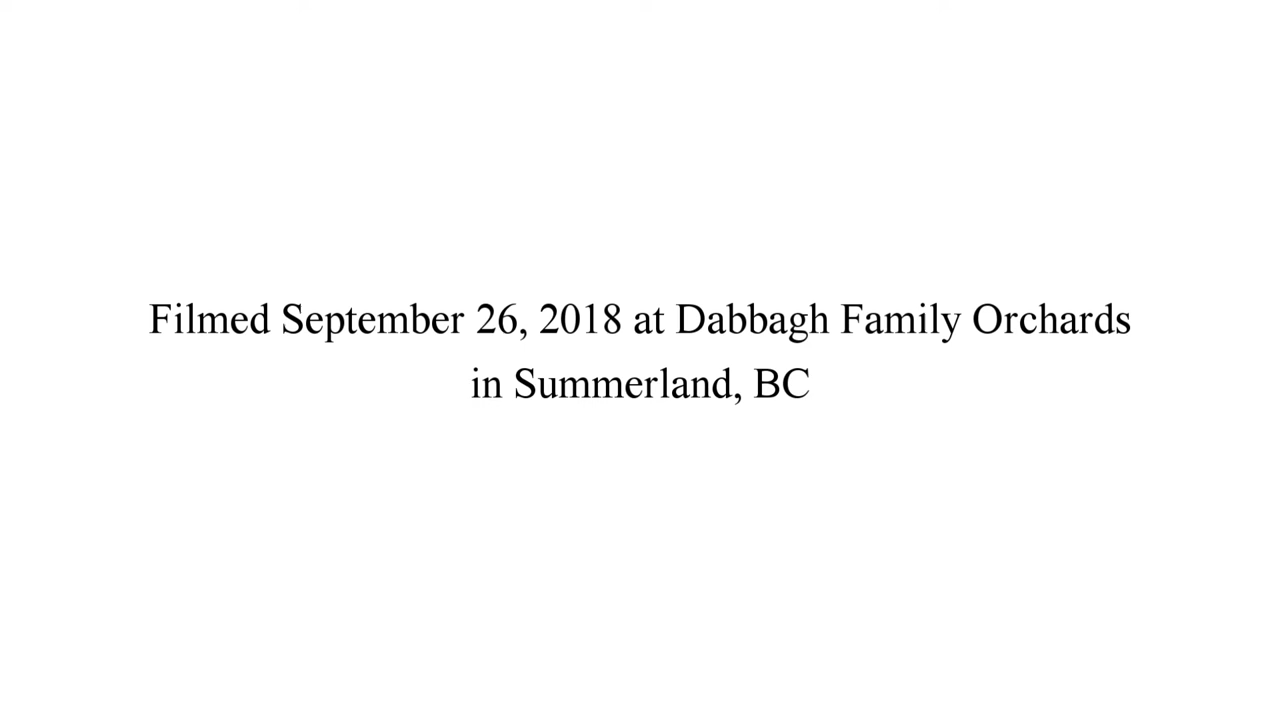 Filmed September 26, 2018 at Dabbagh Family Orchards
in Summerland, BC